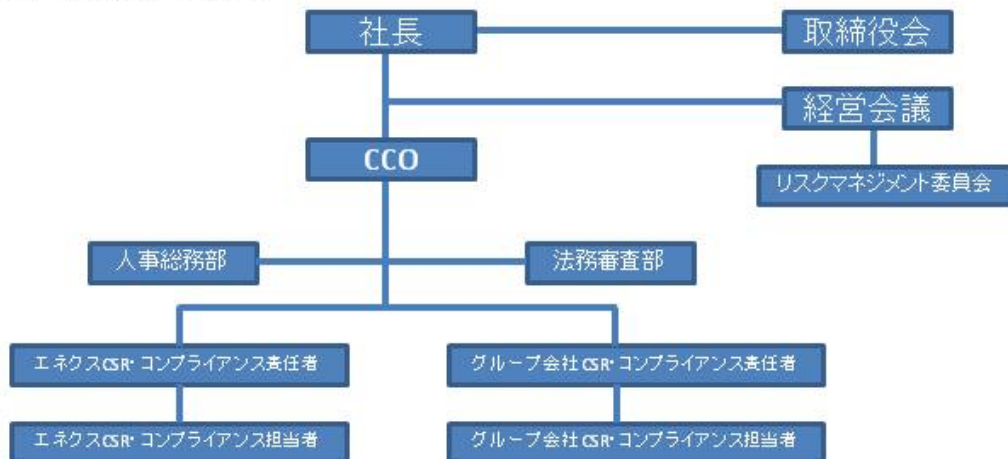 社長
取締役会
経営会議
CCO
リスクマネジメント委員会
人事総務部
法務審査部
エネクスCSR・コンプライアンス責任者
グループ会社CSR・コンプライアンス責任者
エネクスCSR・コンプライアンス担当者
グループ会社CSR・コンプライアンス担当者